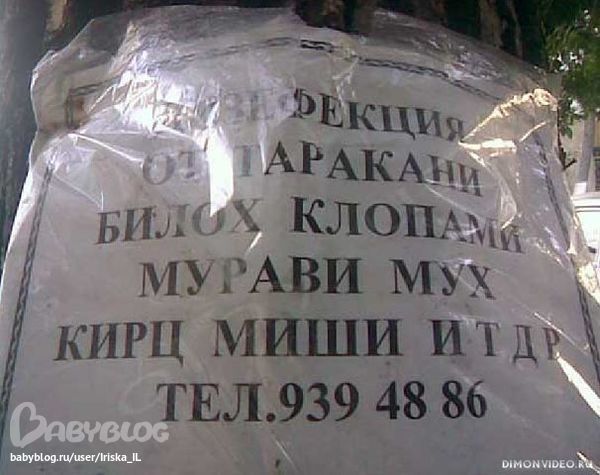 ЗЕФЕКЦИЯ
ОТ ТАРАКАНИ
БИЛОХ КЛОПАМИ
МУРАВИ МУХ
КИРЦ МИШИ И Т Д Р
ТЕЛ.939 48 86
BABYBLOG
babyblog.ru/user/Iriska_IL
DIMONVIDEO.RU